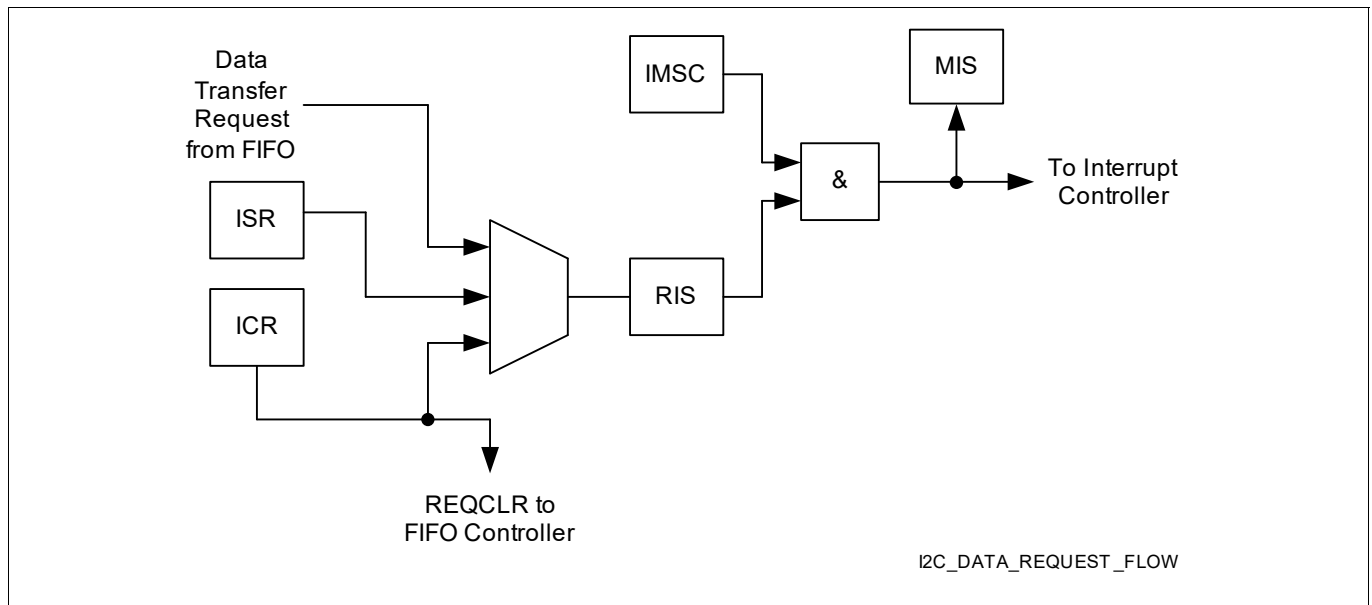 Data
Transfer
Request
from FIFO
IMSC
MIS
&
To Interrupt
Controller
ISR
ICR
RIS
REQCLR to
FIFO Controller
I2C_DATA_REQUEST_FLOW